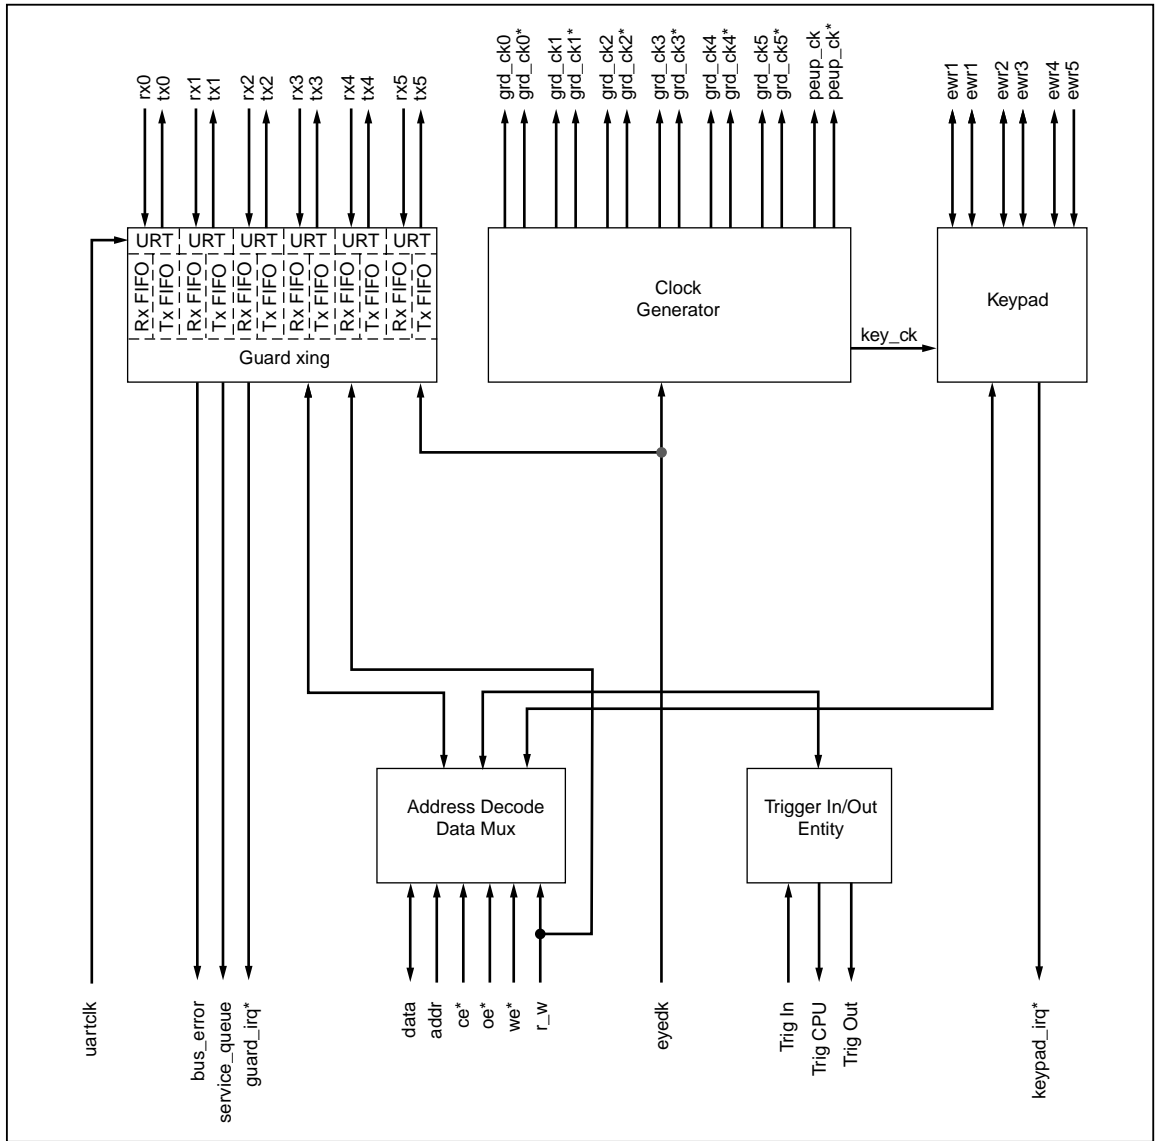 rx0
tx0
rx1
tx1
rx2
tx2
rx3
tx3
rx4
tx4
rx5
tx5
grd_ck0
grd_ck0*
grd_ck1
grd_ck1*
grd_ck2
grd_ck2*
grd_ck3
grd_ck3*
grd_ck4
grd_ck4*
grd_ck5
grd_ck5*
peup_ck
peup_ck*
ewr1
ewr1
ewr2
ewr3
ewr4
ewr5
URT
URT
URT
URT
URT
URT
Rx FIFO
Tx FIFO
Rx FIFO
Tx FIFO
Rx FIFO
Tx FIFO
Rx FIFO
Tx FIFO
Rx FIFO
Tx FIFO
Rx FIFO
Tx FIFO
Guard xing
Clock
Generator
key_ck
Keypad
Address Decode
Data Mux
Trigger In/Out
Entity
uartclk
bus_error
service_queue
guard_irq*
data
addr
ce*
oe*
we*
r_w
eyedk
Trig In
Trig CPU
Trig Out
keypad_irq*